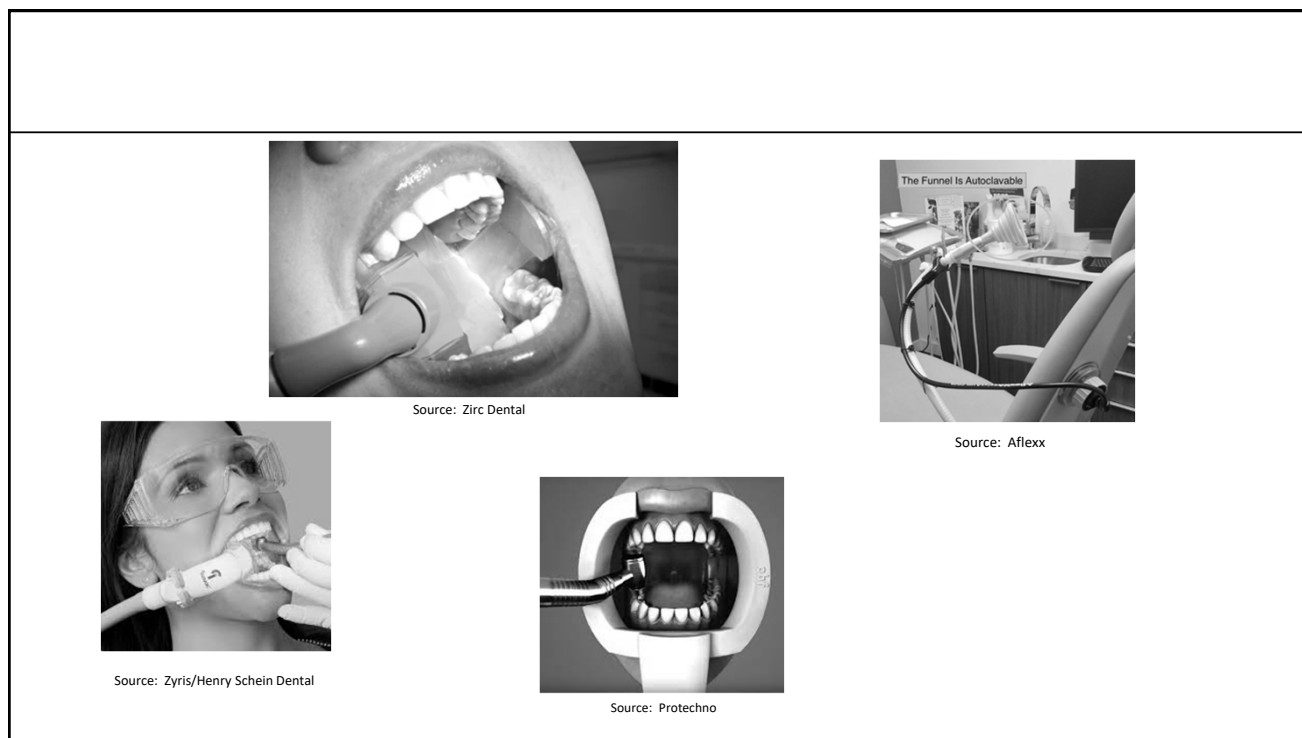 The Funnel Is Autoclavable
Source:  Zirc Dental
Source:  Aflexx
Source:  Zyris/Henry Schein Dental
Source:  Protechno